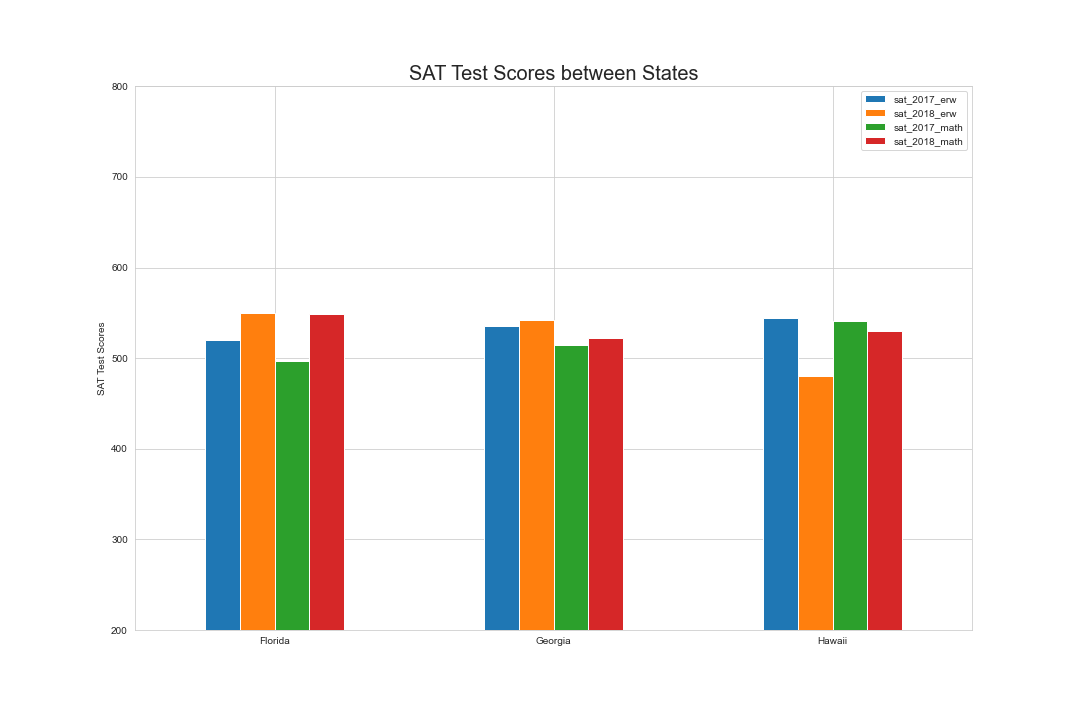 SAT Test Scores between States
800
700
600
500
400
300
200
SAT Test Scores
sat_2017_erw
sat_2018_erw
sat_2017_math
sat_2018_math
Florida
Georgia
Hawaii